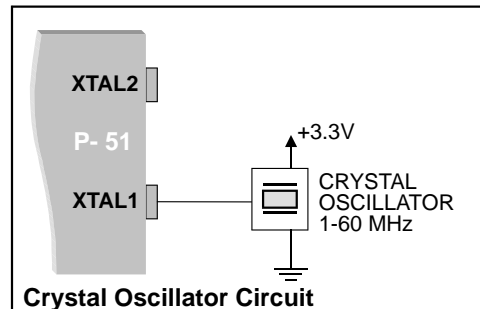 XTAL2
P- 51
+3.3V
XTAL1
CRYSTAL
OSCILLATOR
1-60 MHz
Crystal Oscillator Circuit